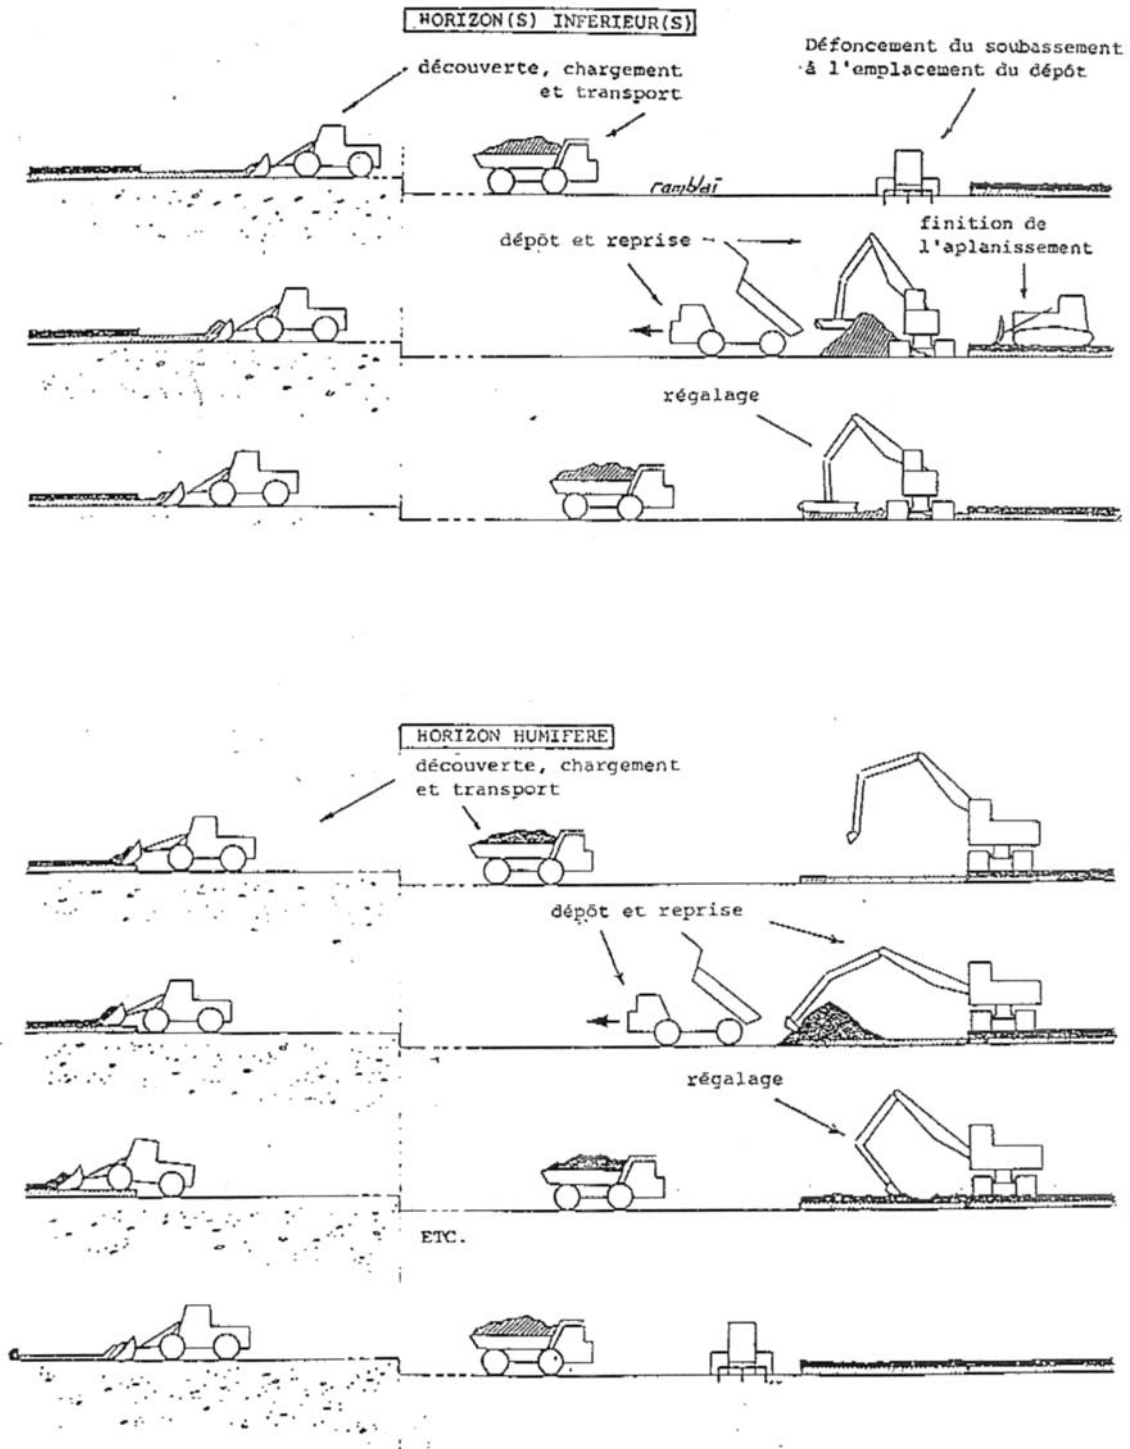 HORIZON(S) INFERIEUR(S)
découverte, chargement
et transport
Défoncement du soubassement
à l'emplacement du dépôt
remblai
dépôt et reprise
finition de
l'aplanissement
régalage
HORIZON HUMIFERE
découverte, chargement
et transport
dépôt et reprise
régalage
ETC.